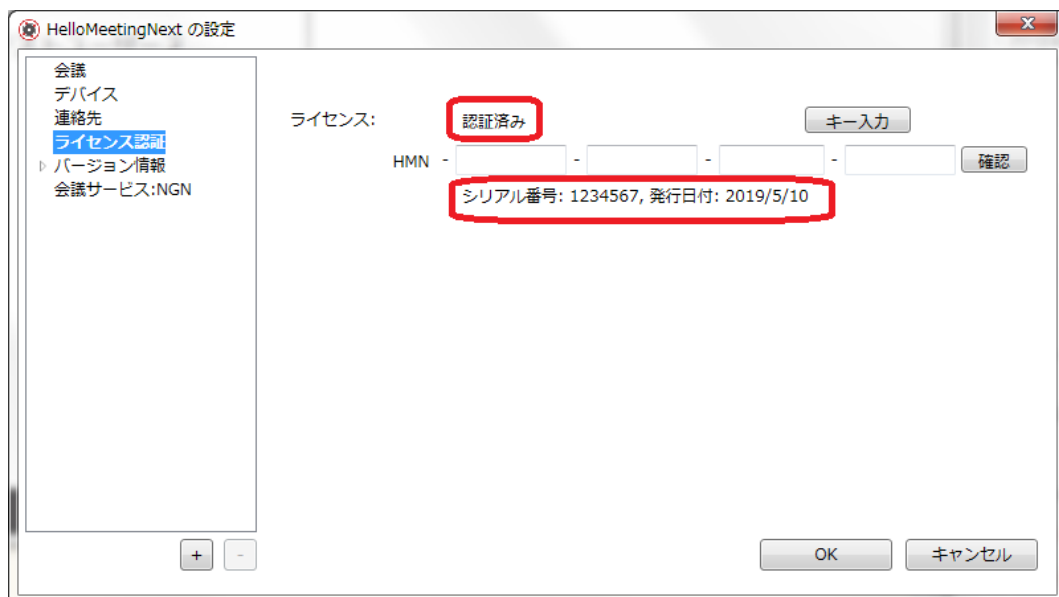 HelloMeetingNext の設定
会議
デバイス
連絡先
ライセンス認証
バージョン情報
会議サービス:NGN
ライセンス: 認証済み キー入力
HMN - - - - 確認
シリアル番号: 1234567, 発行日付: 2019/5/10
+ -
OK キャンセル